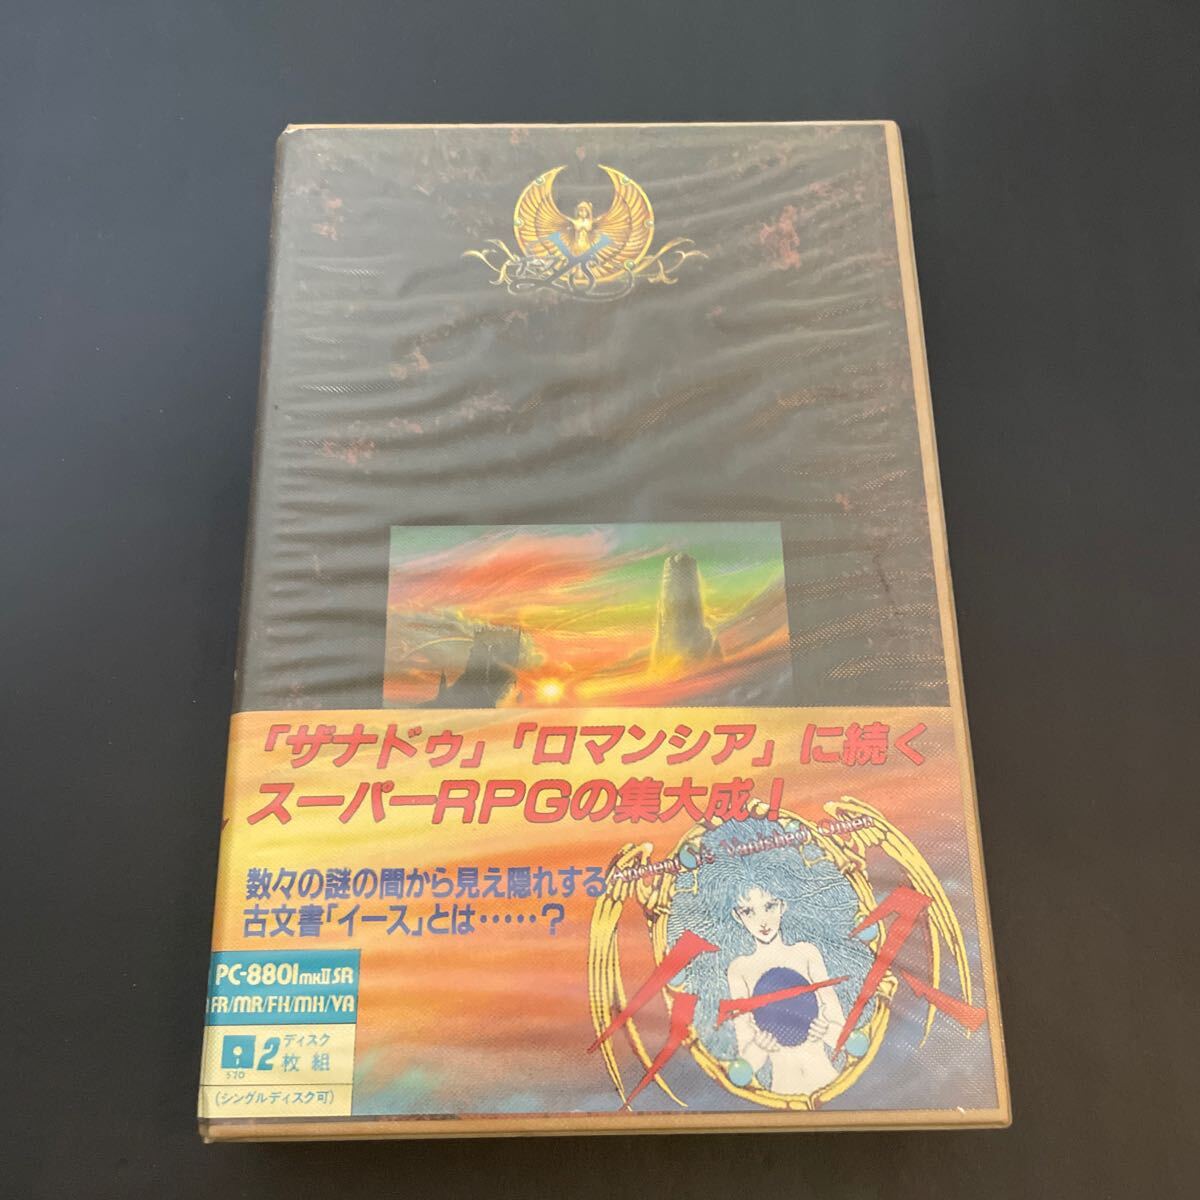 Ys
「ザナドゥ」「ロマンシア」に続く
スーパーRPGの集大成！
Ancient Ys Vanished Omen
イース
数々の謎の間から見え隠れする
古文書「イース」とは‥‥‥?
PC-8801mkIISR
FR/MR/FH/MH/VA
2 ディスク
枚組
(シングルディスク可)